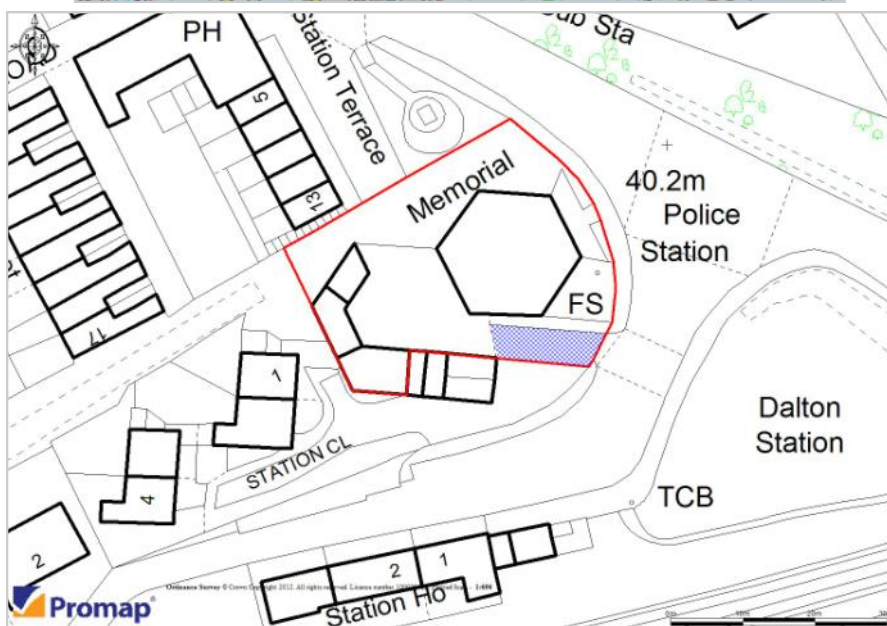 PH
Sub Sta
Station Terrace
5
13
Memorial
40.2m
Police
Station
FS
17
1
Dalton
Station
STATION CL
4
TCB
2
2
1
Station Ho
Promap